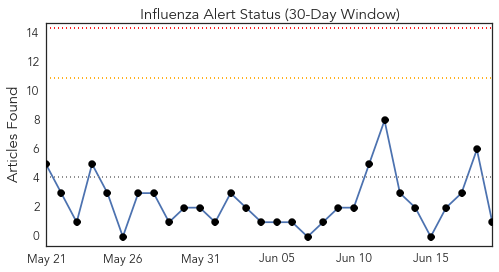 Influenza Alert Status (30-Day Window)
Articles Found
14
12
10
8
6
4
2
0
May 21
May 26
May 31
Jun 05
Jun 10
Jun 15